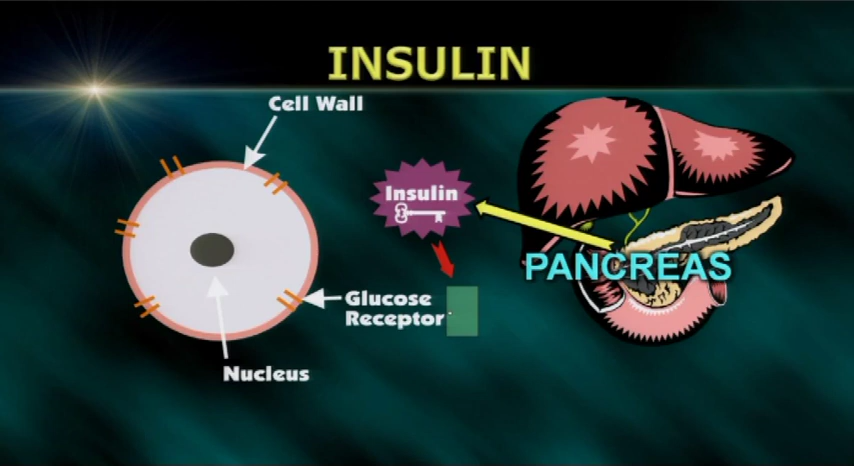 INSULIN
Cell Wall
Insulin
PANCREAS
Glucose
Receptor
Nucleus